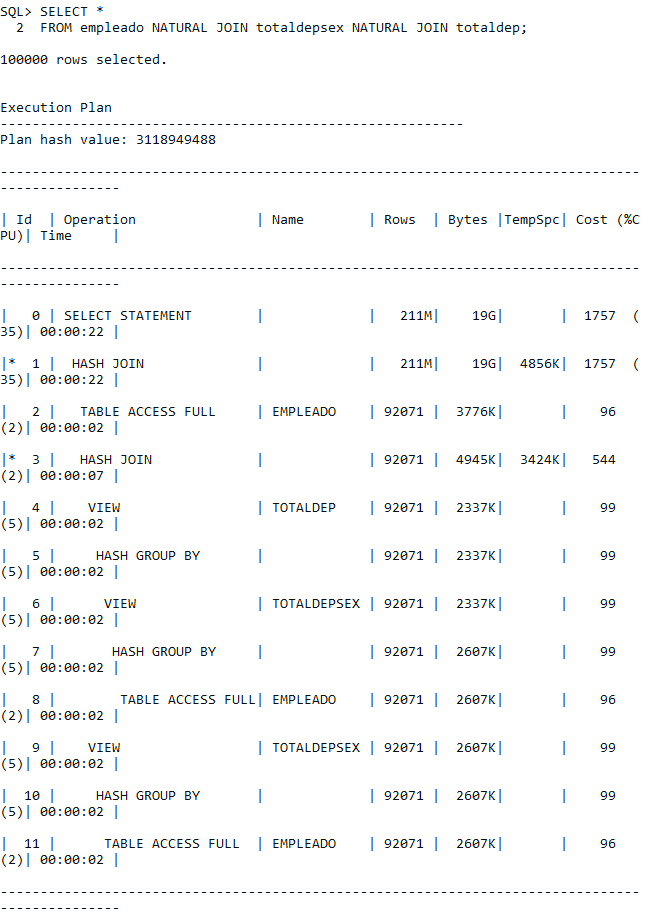 SQL> SELECT *
  2  FROM empleado NATURAL JOIN totaldepsex NATURAL JOIN totaldep;

100000 rows selected.


Execution Plan
----------------------------------------------------------
Plan hash value: 3118949488

--------------------------------------------------------------------------------
---------------

| Id  | Operation               | Name        | Rows  | Bytes |TempSpc| Cost (%C
PU)| Time     |

--------------------------------------------------------------------------------
---------------

|   0 | SELECT STATEMENT        |             |   211M|    19G|       |  1757  (
35)| 00:00:22 |

|*  1 |  HASH JOIN              |             |   211M|    19G|  4856K|  1757  (
35)| 00:00:22 |

|   2 |   TABLE ACCESS FULL     | EMPLEADO    | 92071 |  3776K|       |    96
(2)| 00:00:02 |

|*  3 |   HASH JOIN             |             | 92071 |  4945K|  3424K|   544
(2)| 00:00:07 |

|   4 |    VIEW                 | TOTALDEP    | 92071 |  2337K|       |    99
(5)| 00:00:02 |

|   5 |     HASH GROUP BY       |             | 92071 |  2337K|       |    99
(5)| 00:00:02 |

|   6 |      VIEW               | TOTALDEPSEX | 92071 |  2337K|       |    99
(5)| 00:00:02 |

|   7 |       HASH GROUP BY     |             | 92071 |  2607K|       |    99
(5)| 00:00:02 |

|   8 |        TABLE ACCESS FULL| EMPLEADO    | 92071 |  2607K|       |    96
(2)| 00:00:02 |

|   9 |    VIEW                 | TOTALDEPSEX | 92071 |  2607K|       |    99
(5)| 00:00:02 |

|  10 |     HASH GROUP BY       |             | 92071 |  2607K|       |    99
(5)| 00:00:02 |

|  11 |      TABLE ACCESS FULL  | EMPLEADO    | 92071 |  2607K|       |    96
(2)| 00:00:02 |

--------------------------------------------------------------------------------
---------------